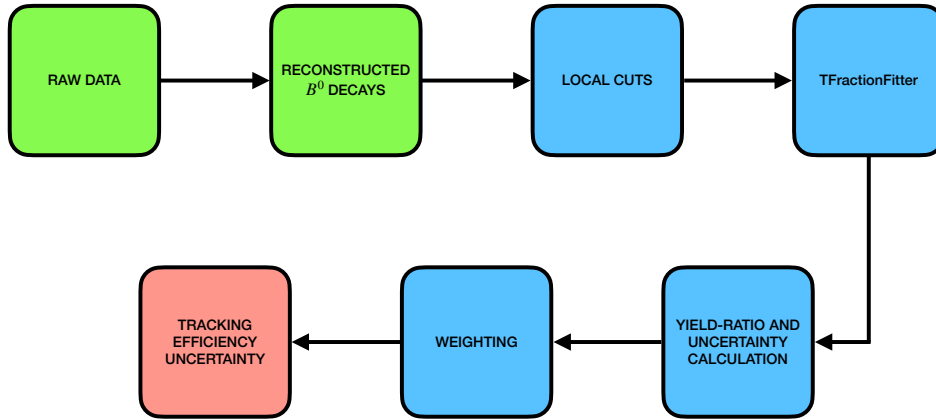 RAW DATA
RECONSTRUCTED
B⁰ DECAYS
LOCAL CUTS
TFractionFitter
TRACKING
EFFICIENCY
UNCERTAINTY
WEIGHTING
YIELD-RATIO AND
UNCERTAINTY
CALCULATION